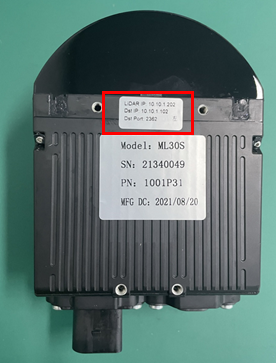 LiDAR IP: 10.10.1.202
Dst IP: 10.10.1.102
Dst Port: 2362
Model: ML30S
SN: 21340049
PN: 1001P31
MFG DC: 2021/08/20